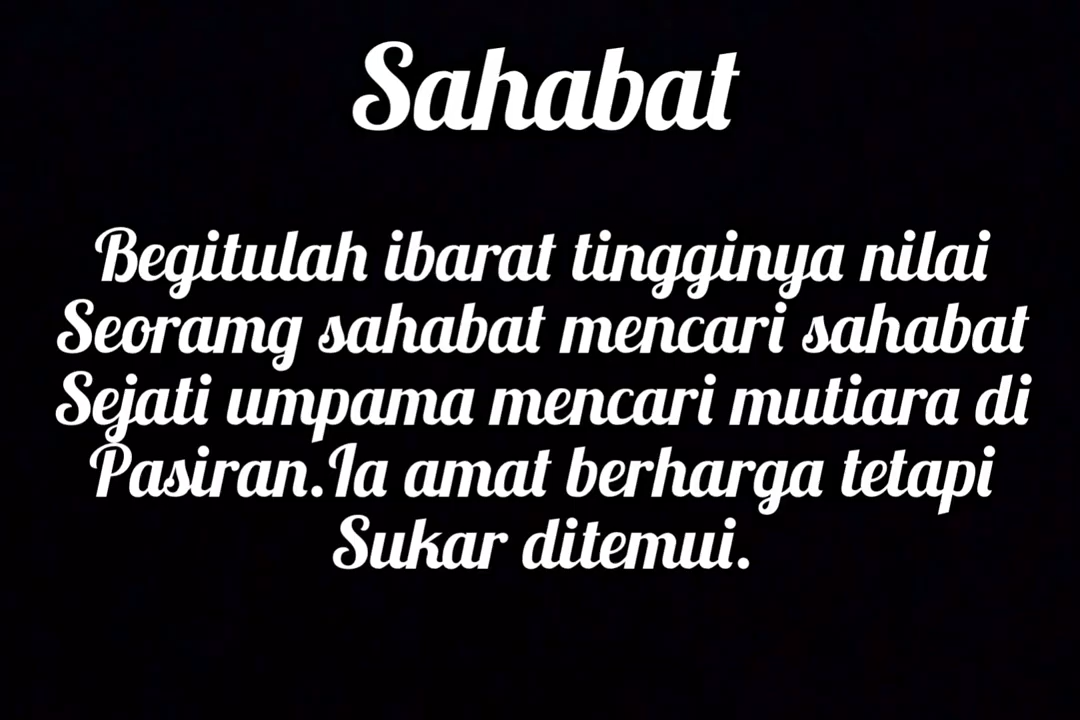 Sahabat
Begitulah ibarat tingginya nilai
Seoramg sahabat mencari sahabat
Sejati umpama mencari mutiara di
Pasiran.Ia amat berharga tetapi
Sukar ditemui.